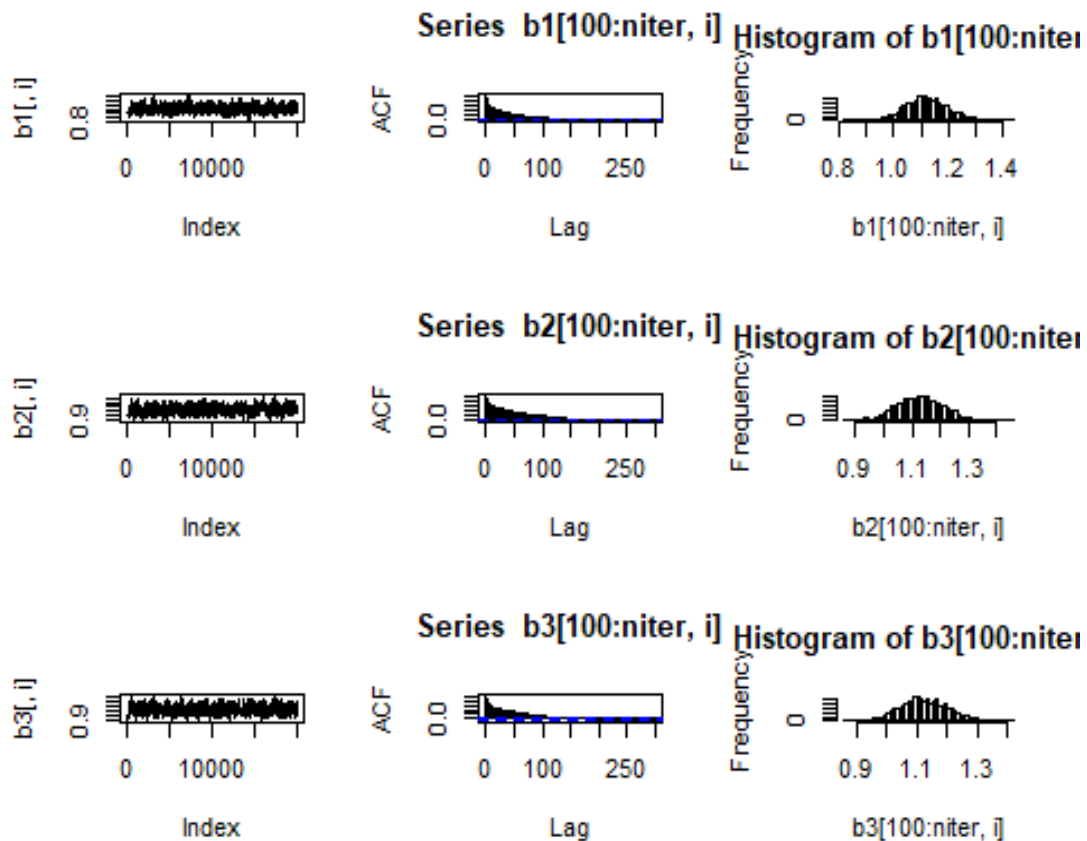 Series b1[100:niter, i]
Histogram of b1[100:niter
b1[, i]
0.8
0 10000
Index
ACF
0.0
0 100 250
Lag
Frequency
0
0.8 1.0 1.2 1.4
b1[100:niter, i]
Series b2[100:niter, i]
Histogram of b2[100:niter
b2[, i]
0.9
0 10000
Index
ACF
0.0
0 100 250
Lag
Frequency
0
0.9 1.1 1.3
b2[100:niter, i]
Series b3[100:niter, i]
Histogram of b3[100:niter
b3[, i]
0.9
0 10000
Index
ACF
0.0
0 100 250
Lag
Frequency
0
0.9 1.1 1.3
b3[100:niter, i]